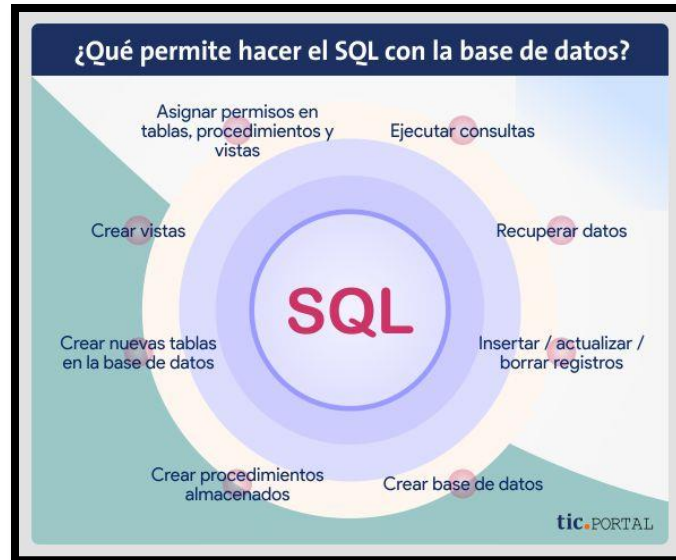 ¿Qué permite hacer el SQL con la base de datos?
Asignar permisos en
tablas, procedimientos y
vistas
Ejecutar consultas
Crear vistas
Recuperar datos
SQL
Crear nuevas tablas
en la base de datos
Insertar / actualizar /
borrar registros
Crear procedimientos
almacenados
Crear base de datos
tic.PORTAL